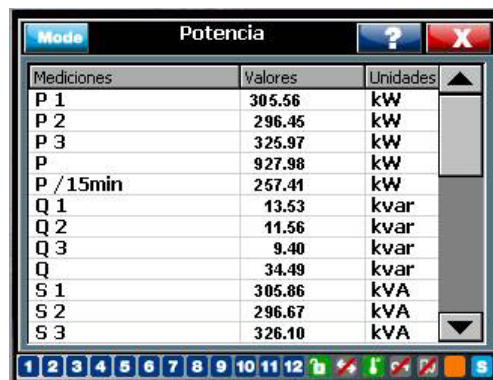 Mode Potencia ? X
Mediciones Valores Unidades
P 1 305.56 kW
P 2 296.45 kW
P 3 325.97 kW
P 927.98 kW
P /15min 257.41 kW
Q 1 13.53 kvar
Q 2 11.56 kvar
Q 3 9.40 kvar
Q 34.49 kvar
S 1 305.86 kVA
S 2 296.67 kVA
S 3 326.10 kVA
1 2 3 4 5 6 7 8 9 10 11 12 S